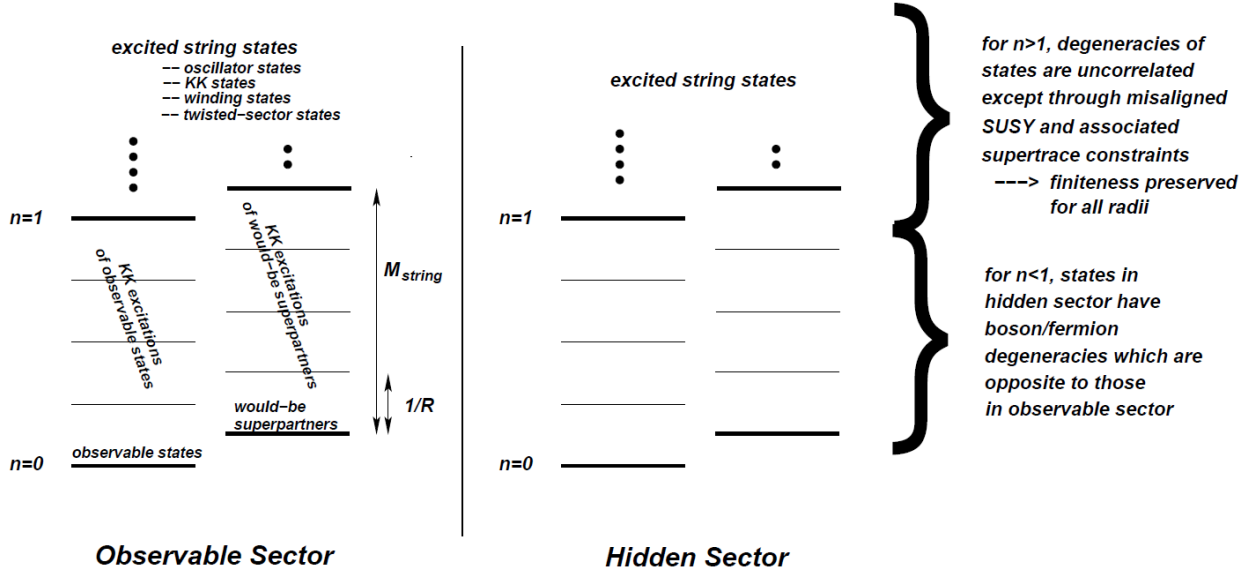 excited string states
−− oscillator states
−− KK states
−− winding states
−− twisted−sector states
n=1
KK excitations
of observable states
KK excitations
of would−be superpartners
M string
1/R
would−be
superpartners
observable states
n=0
Observable Sector
excited string states
n=1
n=0
Hidden Sector
for n>1, degeneracies of
states are uncorrelated
except through misaligned
SUSY and associated
supertrace constraints
−−−> finiteness preserved
for all radii
for n<1, states in
hidden sector have
boson/fermion
degeneracies which are
opposite to those
in observable sector